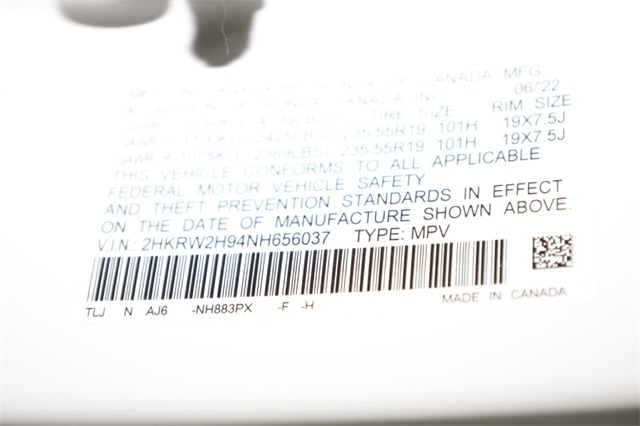 CANADA MFG
06/22
TIRE SIZE RIM SIZE
235/55R19 101H 19X7.5J
2369LBS) 235/55R19 101H 19X7.5J
THIS VEHICLE CONFORMS TO ALL APPLICABLE
FEDERAL MOTOR VEHICLE SAFETY
AND THEFT PREVENTION STANDARDS IN EFFECT
ON THE DATE OF MANUFACTURE SHOWN ABOVE.
V.I.N: 2HKRW2H94NH656037 TYPE: MPV
TLJ N AJ6 -NH883PX -F -H MADE IN CANADA